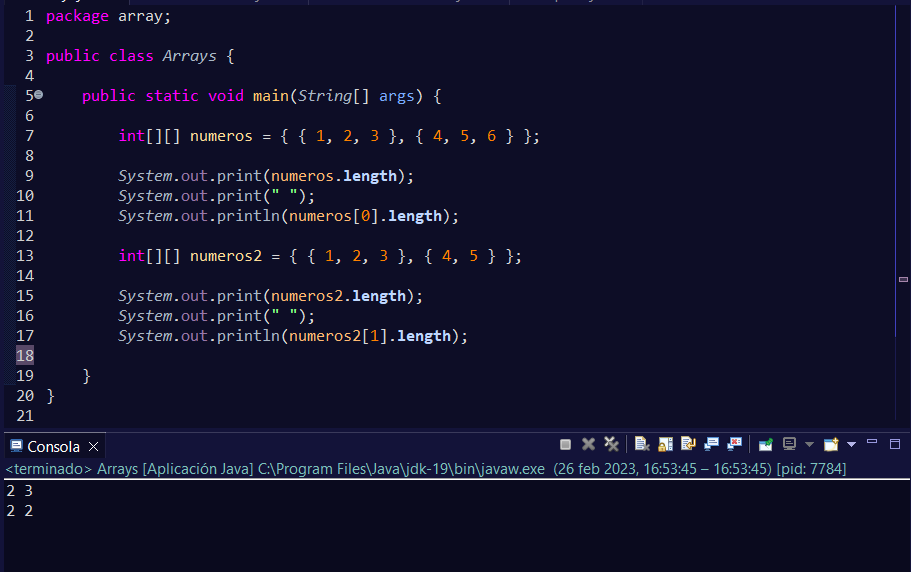 1 package array;
2
3 public class Arrays {
4
5 public static void main(String[] args) {
6
7 int[][] numeros = { { 1, 2, 3 }, { 4, 5, 6 } };
8
9 System.out.print(numeros.length);
10 System.out.print(" ");
11 System.out.println(numeros[0].length);
12
13 int[][] numeros2 = { { 1, 2, 3 }, { 4, 5 } };
14
15 System.out.print(numeros2.length);
16 System.out.print(" ");
17 System.out.println(numeros2[1].length);
18
19 }
20 }
21
Consola
<terminado> Arrays [Aplicación Java] C:\Program Files\Java\jdk-19\bin\javaw.exe (26 feb 2023, 16:53:45 – 16:53:45) [pid: 7784]
2 3
2 2